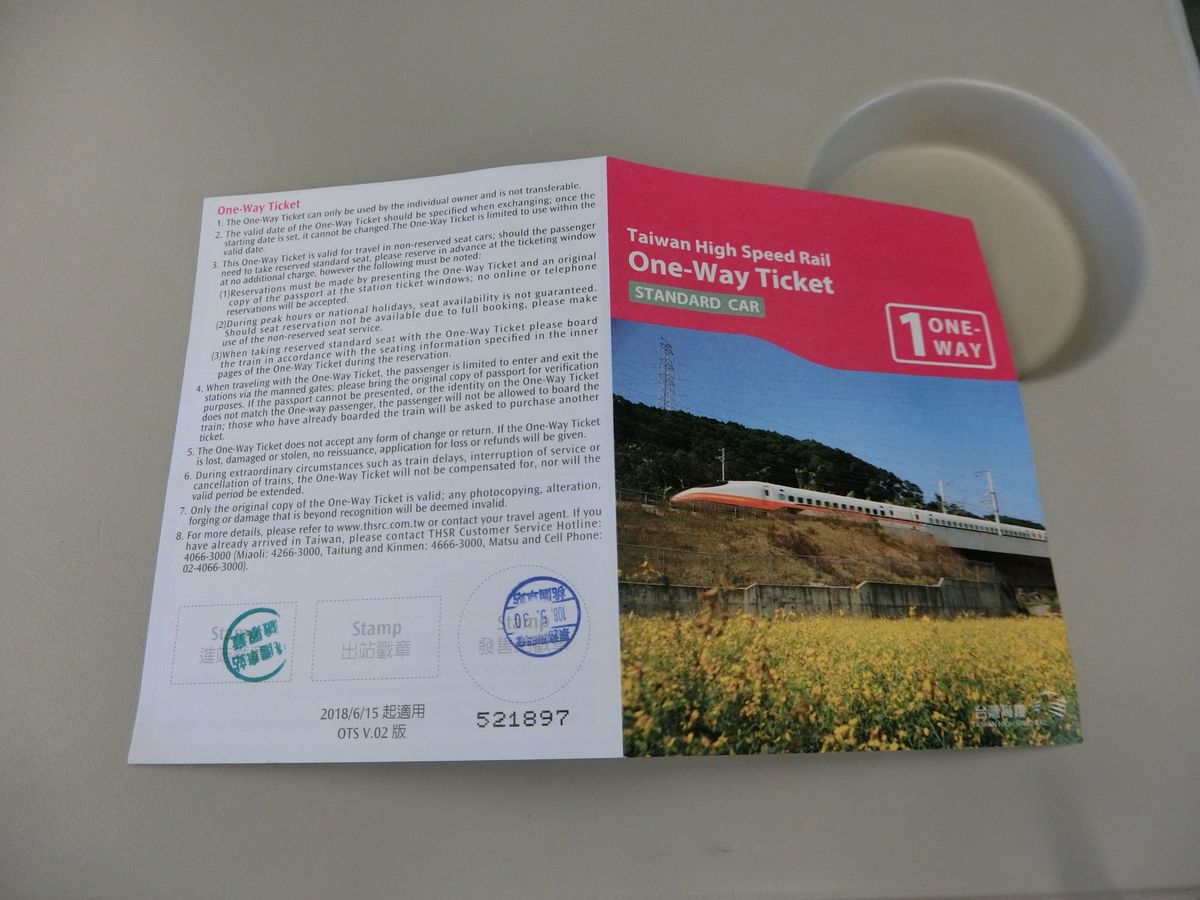 One-Way Ticket
1. The One-Way Ticket can only be used by the individual owner and is not transferable.
2. The valid date of the One-Way Ticket should be specified when exchanging; once the
starting date is set, it cannot be changed.The One-Way Ticket is limited to use within the
valid date.
3. This One-Way Ticket is valid for travel in non-reserved seat cars; should the passenger
need to take reserved standard seat, please reserve in advance at the ticketing window
at no additional charge, however the following must be noted:
(1)Reservations must be made by presenting the One-Way Ticket and an original
copy of the passport at the station ticket windows; no online or telephone
reservations will be accepted.
(2)During peak hours or national holidays, seat availability is not guaranteed.
Should seat reservation not be available due to full booking, please make
use of the non-reserved seat service.
(3)When taking reserved standard seat with the One-Way Ticket please board
the train in accordance with the seating information specified in the inner
pages of the One-Way Ticket during the reservation.
4. When traveling with the One-Way Ticket, the passenger is limited to enter and exit the
stations via the manned gates; please bring the original copy of passport for verification
purposes. If the passport cannot be presented, or the identity on the One-Way Ticket
does not match the One-way passenger, the passenger will not be allowed to board the
train; those who have already boarded the train will be asked to purchase another
ticket.
5. The One-Way Ticket does not accept any form of change or return. If the One-Way Ticket
is lost, damaged or stolen, no reissuance, application for loss or refunds will be given.
6. During extraordinary circumstances such as train delays, interruption of service or
cancellation of trains, the One-Way Ticket will not be compensated for, nor will the
valid period be extended.
7. Only the original copy of the One-Way Ticket is valid; any photocopying, alteration,
forging or damage that is beyond recognition will be deemed invalid.
8. For more details, please refer to www.thsrc.com.tw or contact your travel agent. If you
have already arrived in Taiwan, please contact THSR Customer Service Hotline:
4066-3000 (Miaoli: 4266-3000, Taitung and Kinmen: 4666-3000, Matsu and Cell Phone:
02-4066-3000).
Stamp
進站
Stamp
出站戳章
Stamp
發售
108. 5. 30
2018/6/15 起適用
OTS V.02 版
521897
Taiwan High Speed Rail
One-Way Ticket
STANDARD CAR
1 ONE-
WAY
台灣高鐵
TAIWAN HIGH SPEED RAIL